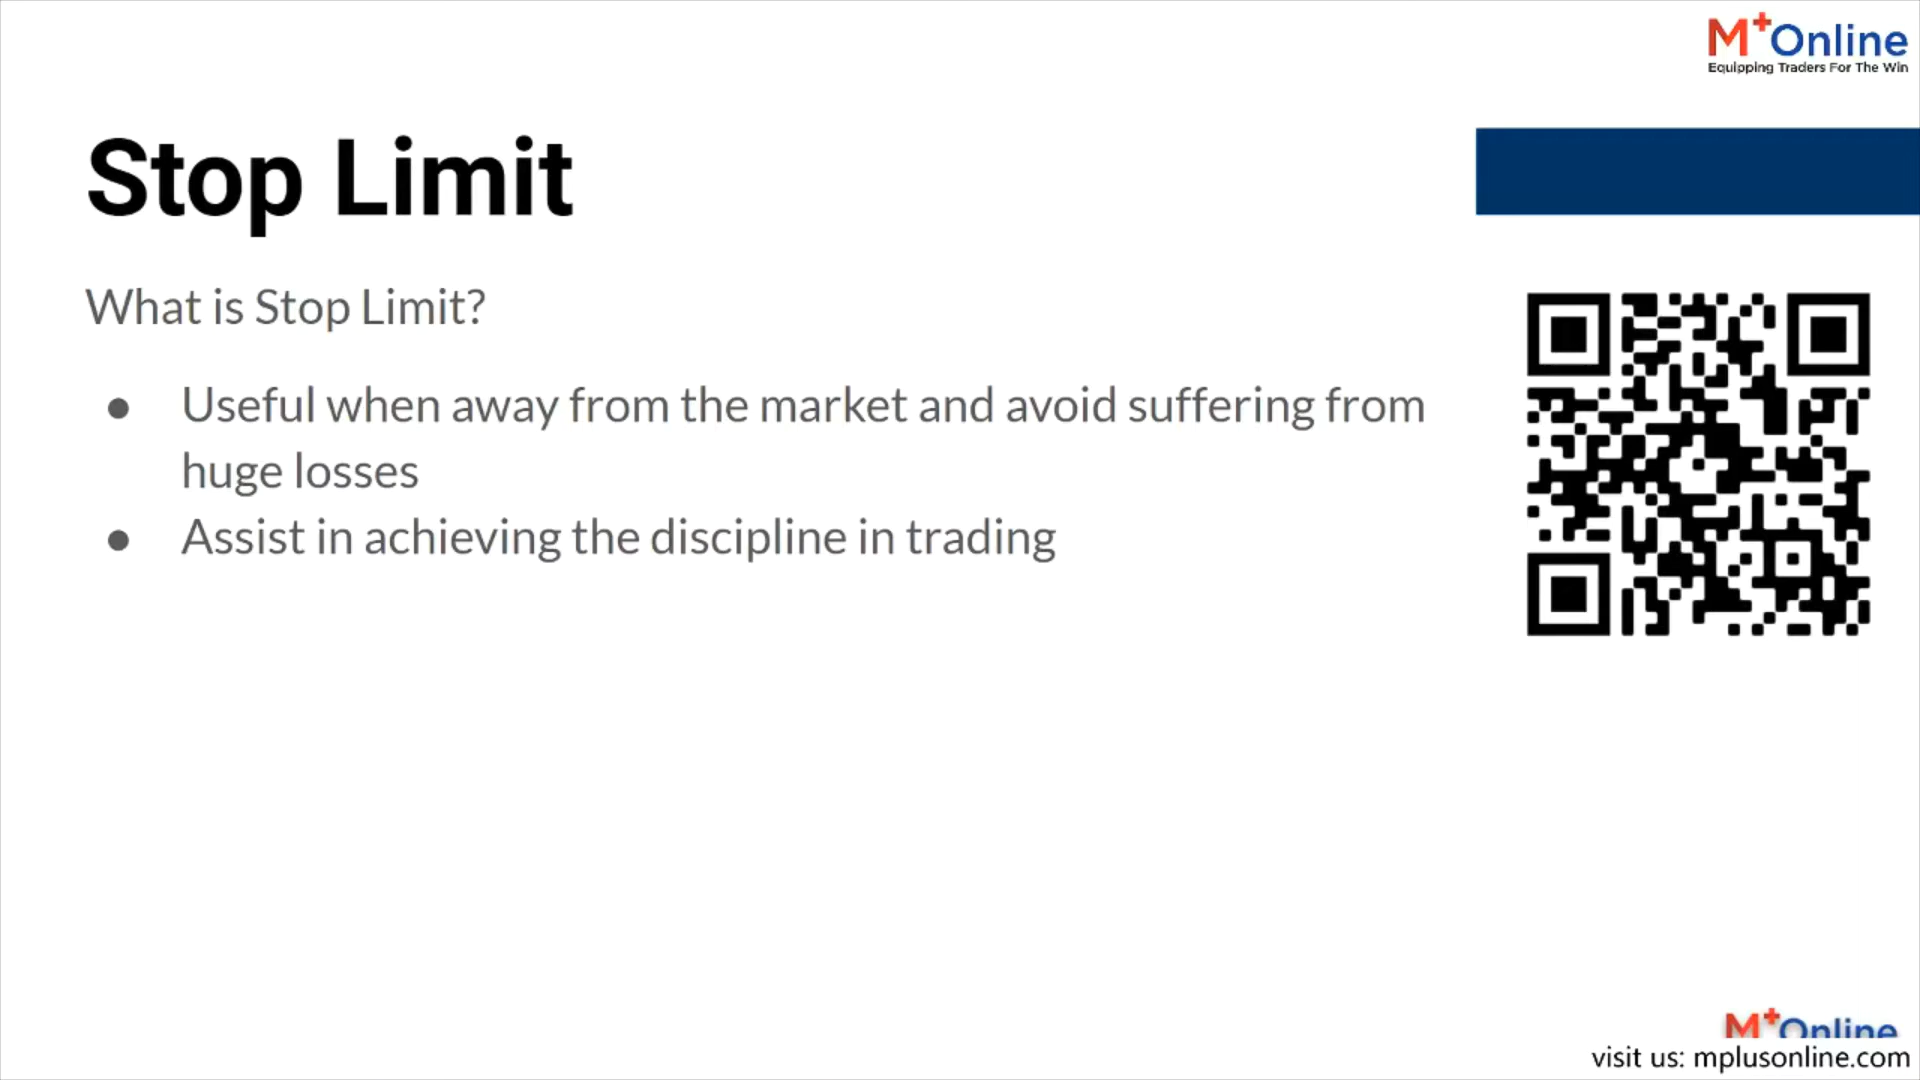 M+Online
Equipping Traders For The Win
Stop Limit
What is Stop Limit?
● Useful when away from the market and avoid suffering from
huge losses
● Assist in achieving the discipline in trading
M+Online
visit us: mplusonline.com